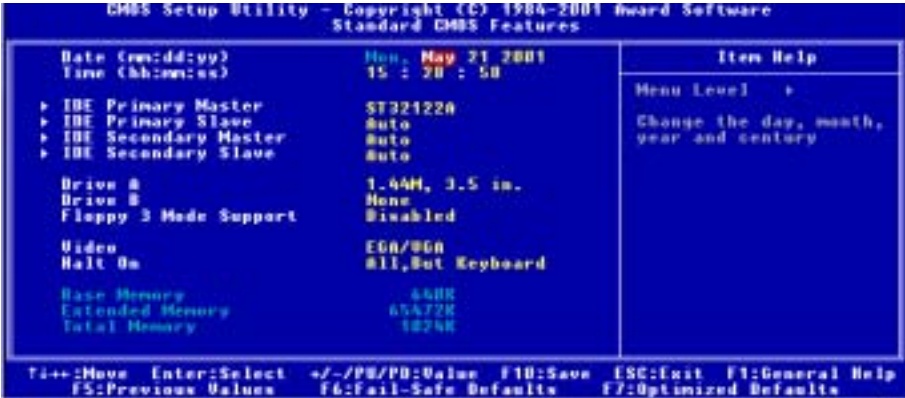 CMOS Setup Utility - Copyright (C) 1984-2001 Award Software
Standard CMOS Features
Date (mm:dd:yy) Mon, May 21 2001
Time (hh:mm:ss) 15 : 20 : 50
Item Help
Menu Level ▸
Change the day, month,
year and century
▸ IDE Primary Master ST32122A
▸ IDE Primary Slave Auto
▸ IDE Secondary Master Auto
▸ IDE Secondary Slave Auto
Drive A 1.44M, 3.5 in.
Drive B None
Floppy 3 Mode Support Disabled
Video EGA/VGA
Halt On All,But Keyboard
Base Memory 640K
Extended Memory 65472K
Total Memory 1024K
↑↓→←:Move Enter:Select +/-/PU/PD:Value F10:Save ESC:Exit F1:General Help
F5:Previous Values F6:Fail-Safe Defaults F7:Optimized Defaults